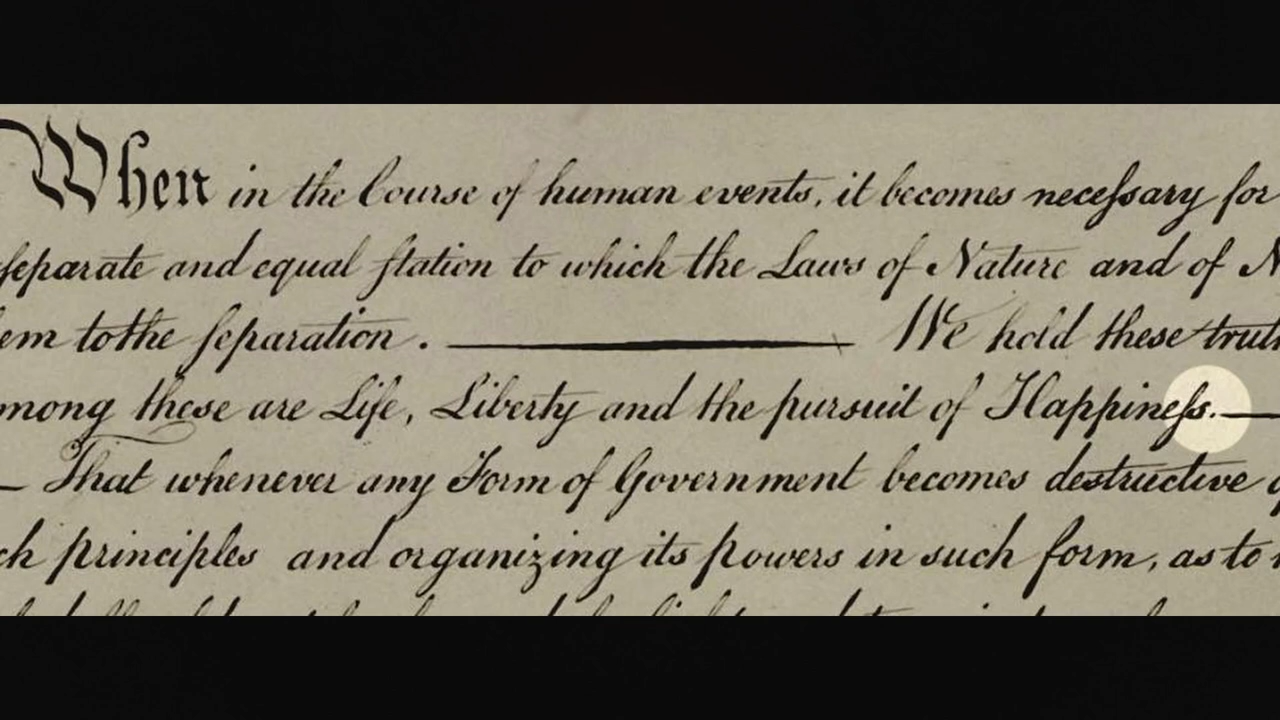 When in the Course of human events, it becomes neceſsary for
ſeparate and equal ſtation to which the Laws of Nature and of N
em to the ſeparation. We hold these truth
mong these are Life, Liberty and the pursuit of Happineſs.—
— That whenever any Form of Government becomes destructive o
ch principles and organizing its powers in such form, as to